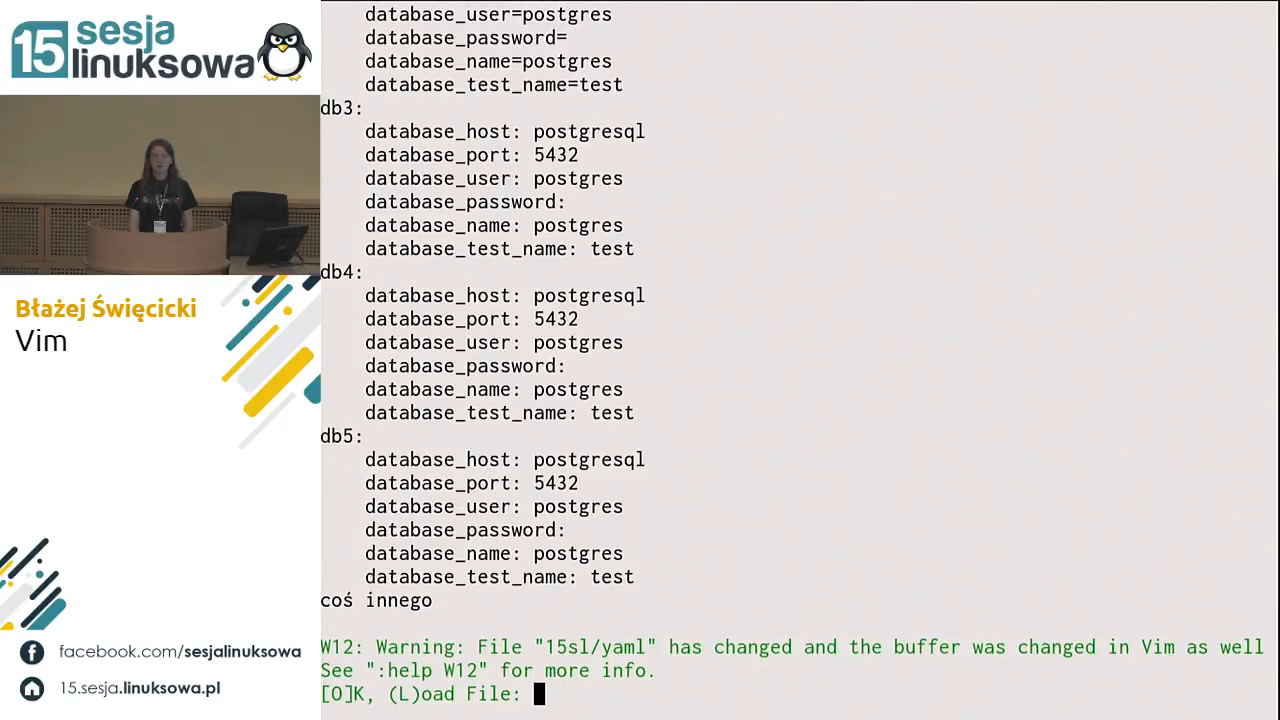 15 sesja
linuksowa
Błażej Święcicki
Vim
facebook.com/sesjalinuksowa
15.sesja.linuksowa.pl
database_user=postgres
database_password=
database_name=postgres
database_test_name=test
db3:
database_host: postgresql
database_port: 5432
database_user: postgres
database_password:
database_name: postgres
database_test_name: test
db4:
database_host: postgresql
database_port: 5432
database_user: postgres
database_password:
database_name: postgres
database_test_name: test
db5:
database_host: postgresql
database_port: 5432
database_user: postgres
database_password:
database_name: postgres
database_test_name: test
coś innego
W12: Warning: File "15sl/yaml" has changed and the buffer was changed in Vim as well
See ":help W12" for more info.
[O]K, (L)oad File: